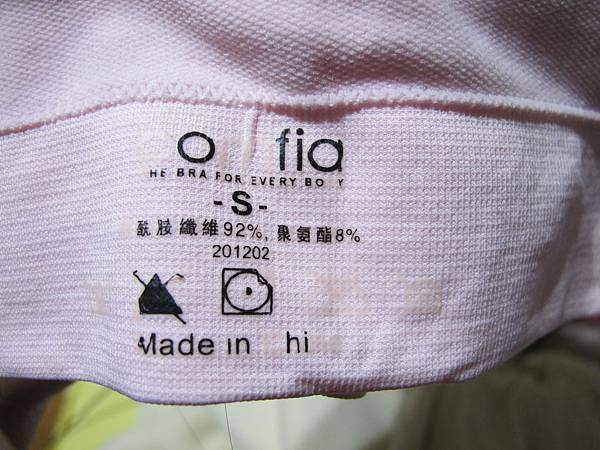 o fia
HE BRA FOR EVERY BO Y
-S-
酰胺纖維92%, 聚氨酯8%
201202
Made in hi